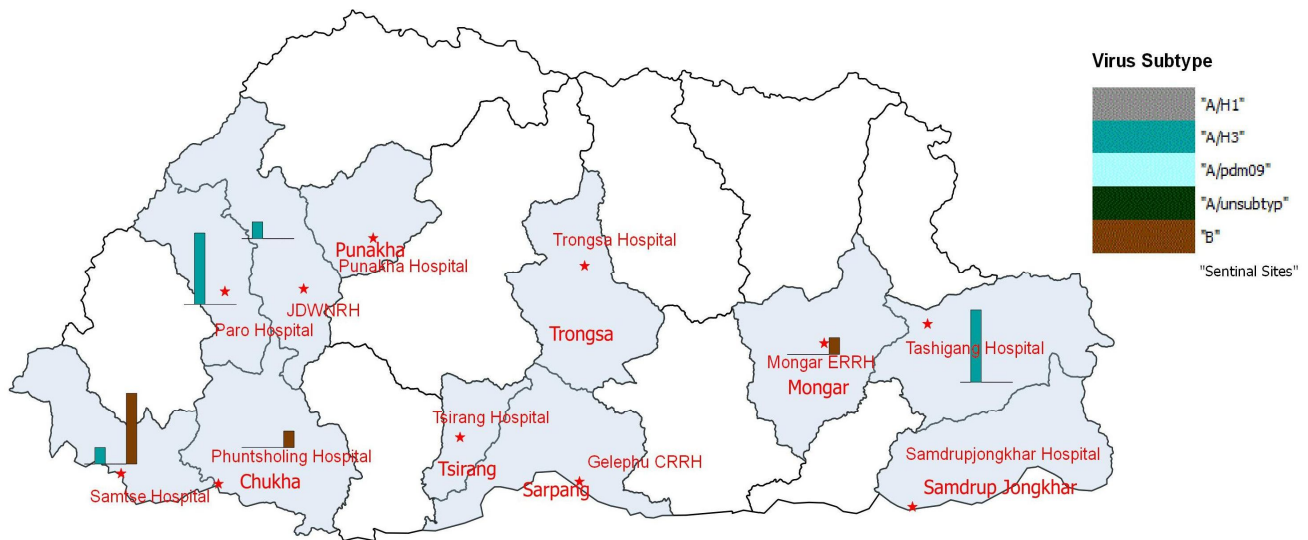 Virus Subtype
"A/H1"
"A/H3"
"A/pdm09"
"A/unsubtyp"
"B"
"Sentinal Sites"
Punakha
Punakha Hospital
Trongsa Hospital
JDWNRH
Paro Hospital
Trongsa
Tashigang Hospital
Mongar ERRH
Mongar
Tsirang Hospital
Phuntsholing Hospital
Gelephu CRRH
Samdrupjongkhar Hospital
Tsirang
Chukha
Sarpang
Samdrup Jongkhar
Samtse Hospital